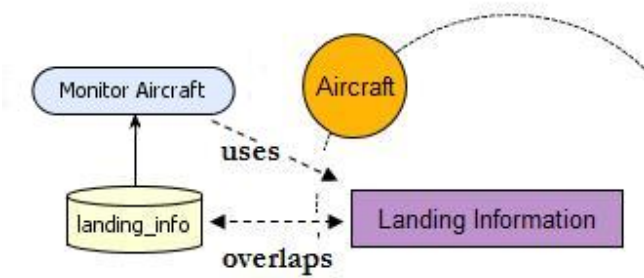 Monitor Aircraft
Aircraft
uses
landing_info
Landing Information
overlaps